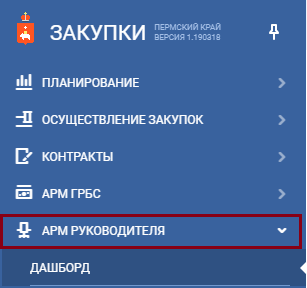 ЗАКУПКИ
ПЕРМСКИЙ КРАЙ
ВЕРСИЯ 1.190318
ПЛАНИРОВАНИЕ
ОСУЩЕСТВЛЕНИЕ ЗАКУПОК
КОНТРАКТЫ
АРМ ГРБС
АРМ РУКОВОДИТЕЛЯ
ДАШБОРД